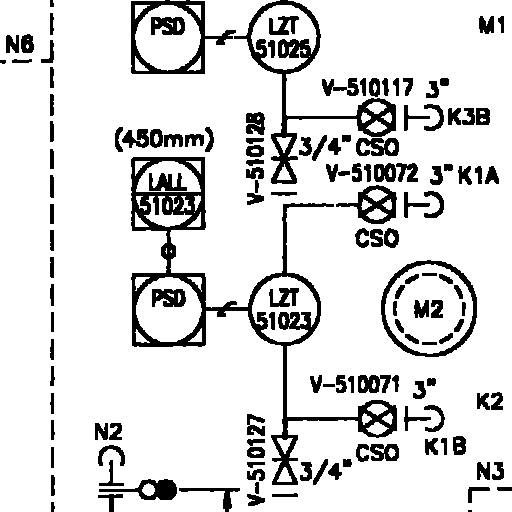 PSD
LZT
51025
M1
N6
V-510117
3"
K3B
CSO
V-510128
3/4"
(450mm)
LALL
51023
V-510072
3"
K1A
CSO
PSD
LZT
51023
M2
V-510071
3"
K2
CSO
K1B
N2
V-510127
3/4"
N3